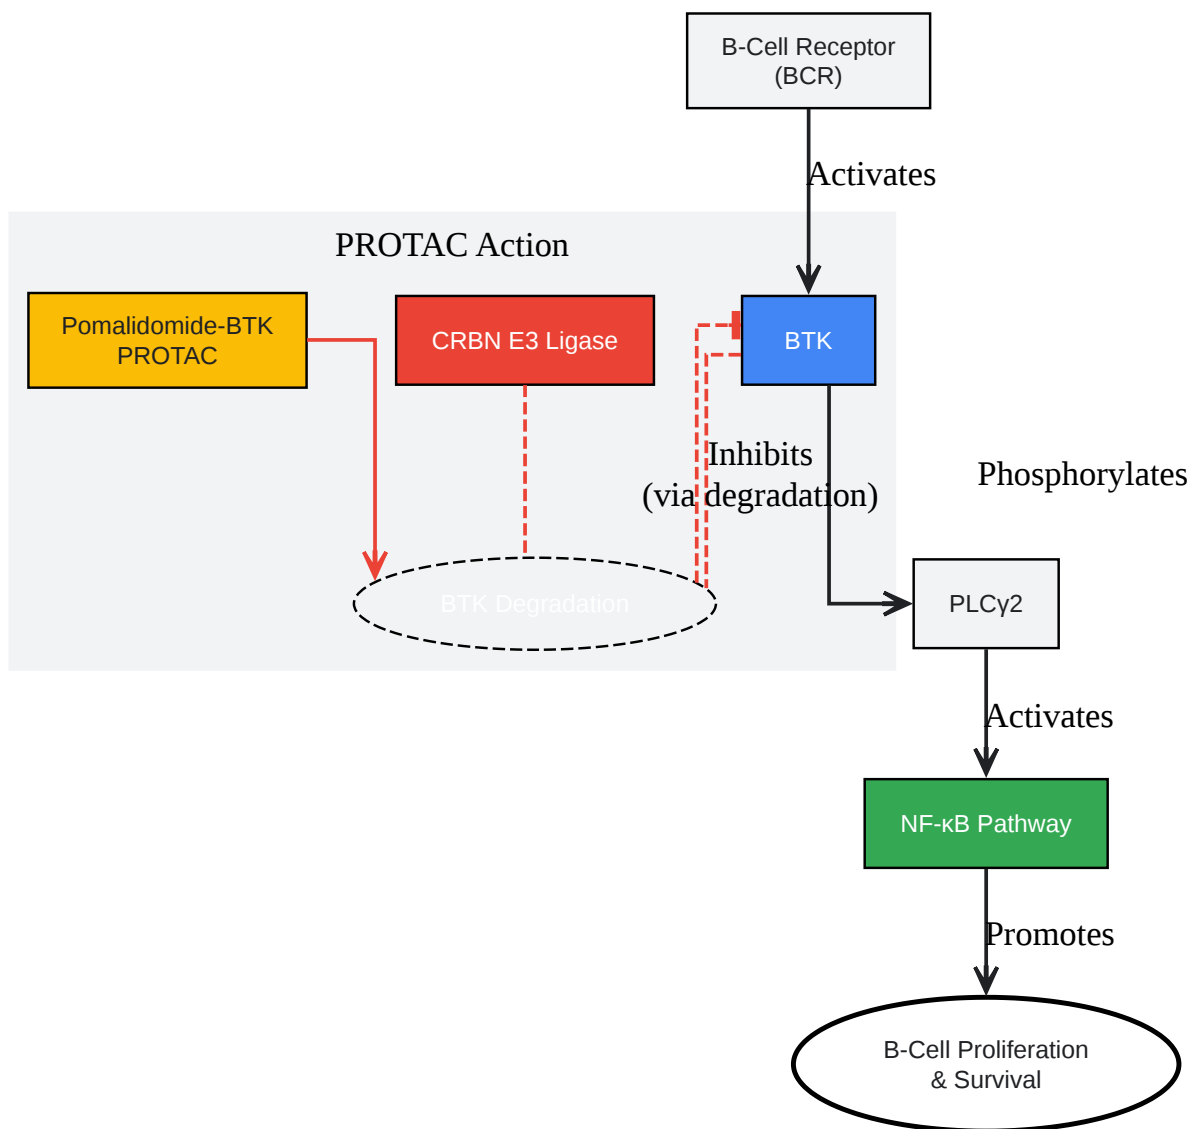 B-Cell Receptor
(BCR)
Activates
PROTAC Action
Pomalidomide-BTK
PROTAC
CRBN E3 Ligase
BTK
Inhibits
(via degradation)
Phosphorylates
BTK Degradation
PLCγ2
Activates
NF-κB Pathway
Promotes
B-Cell Proliferation
& Survival